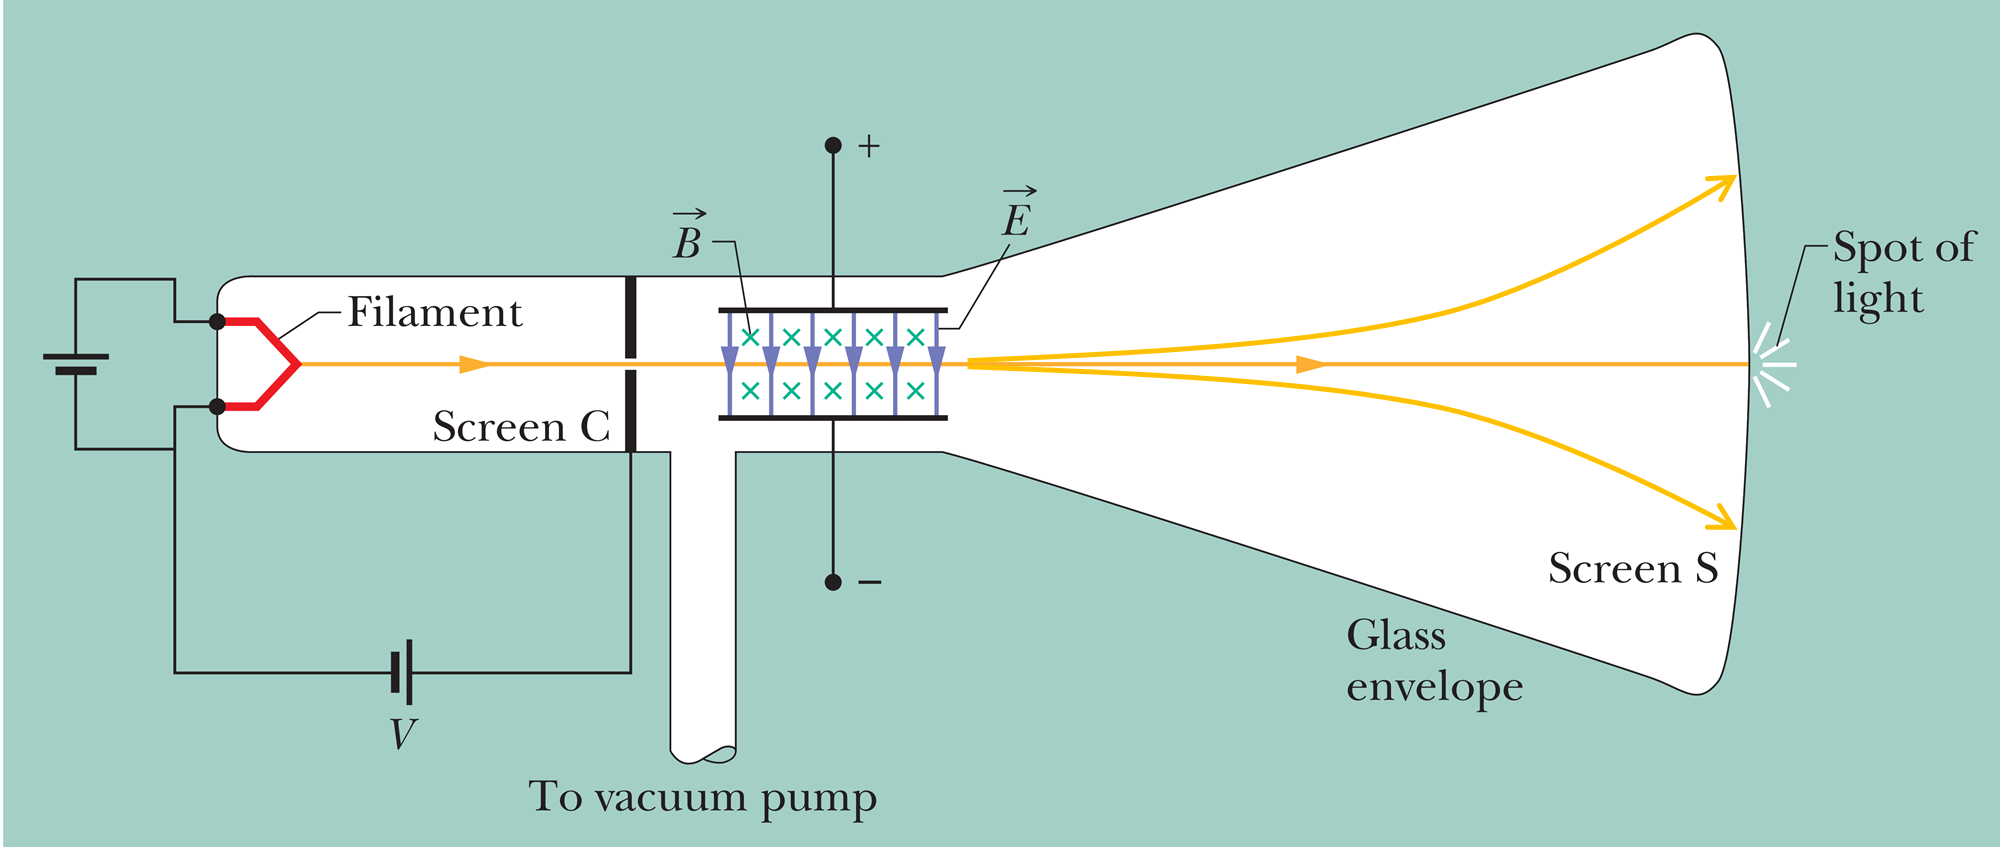 +
B
E
Spot of
light
Filament
Screen C
−
Screen S
Glass
envelope
V
To vacuum pump